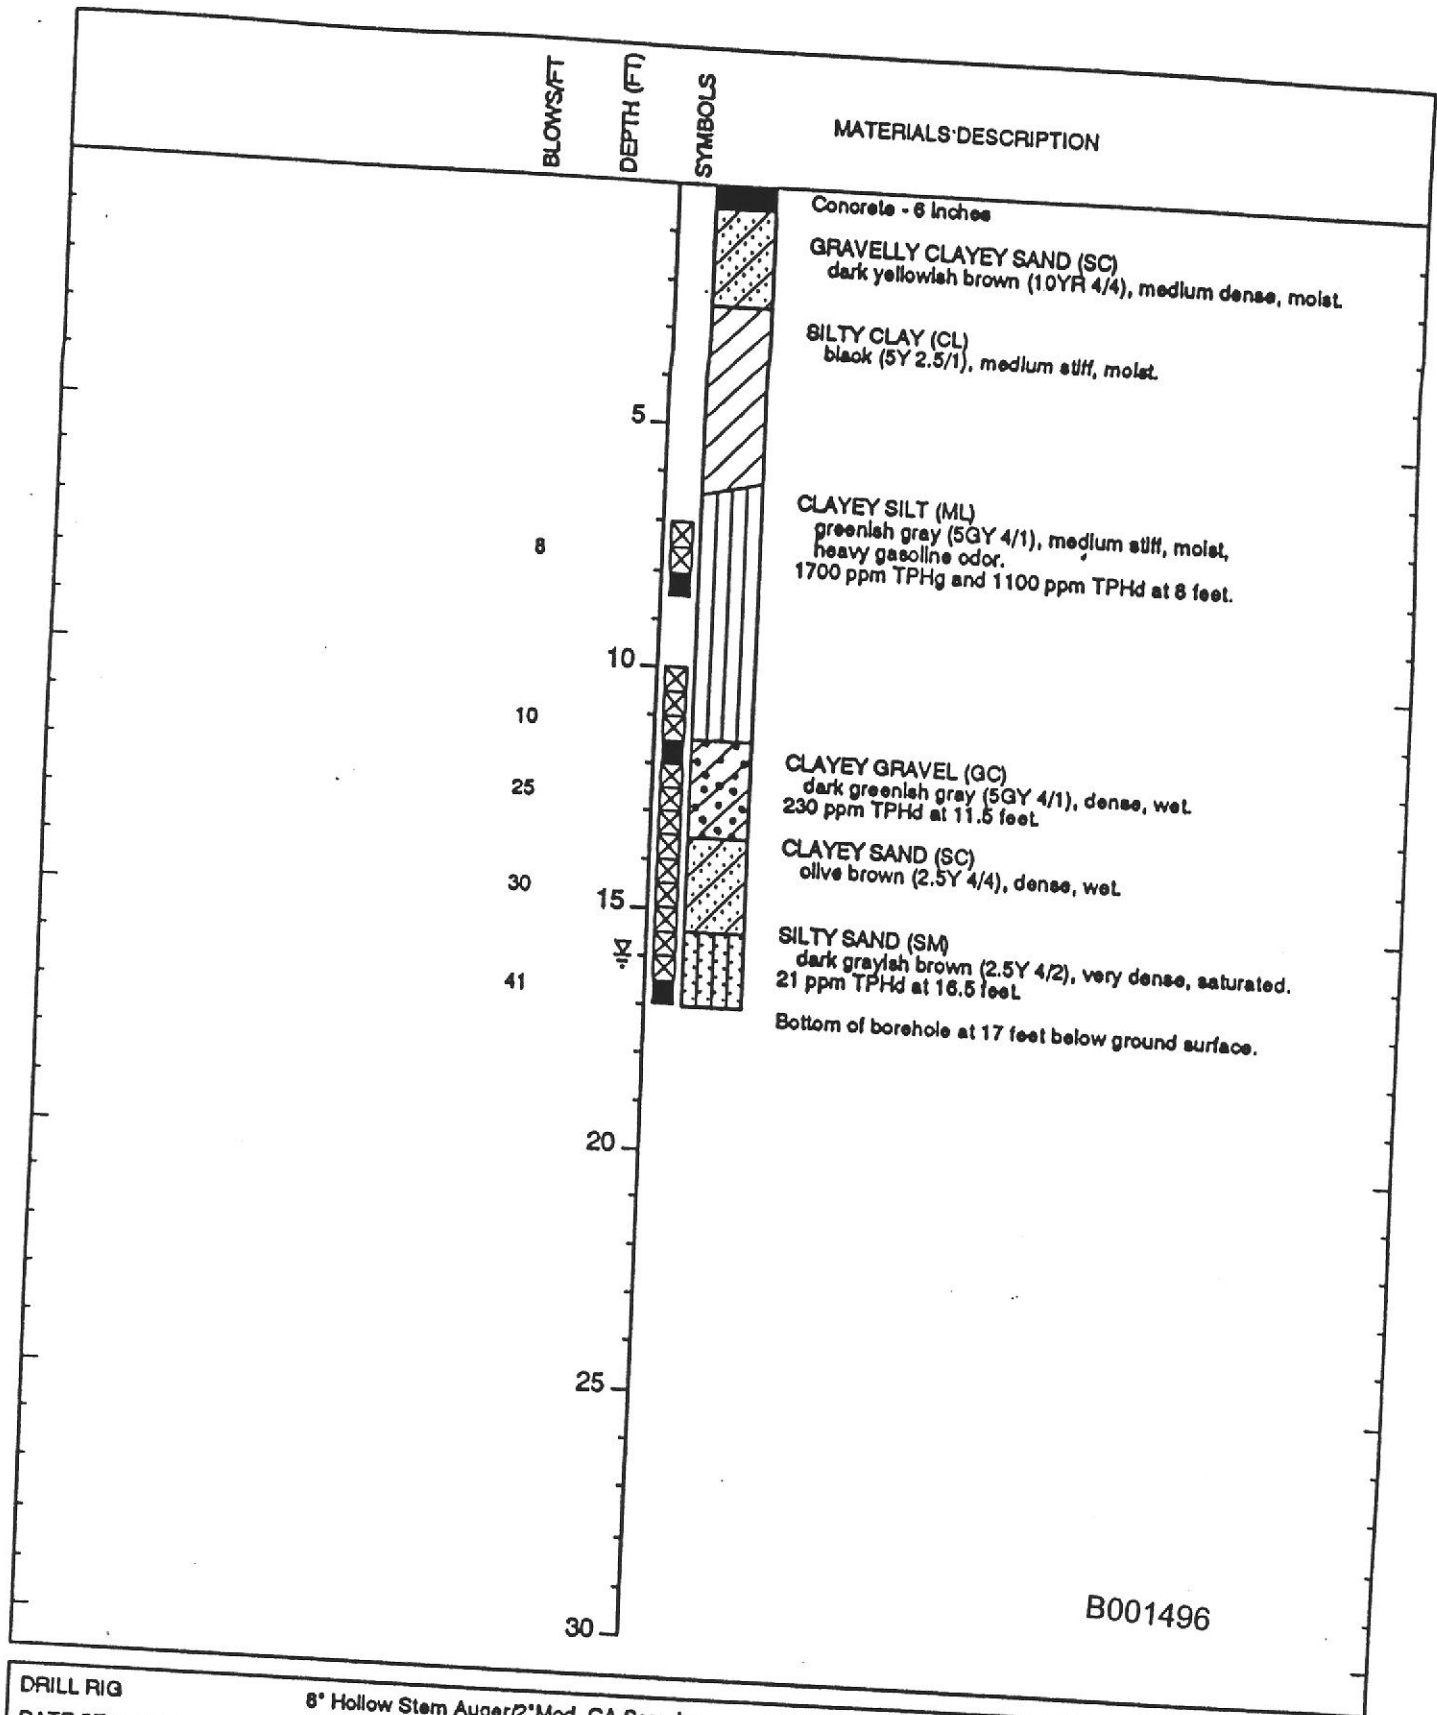 BLOWS/FT
DEPTH (FT)
SYMBOLS
MATERIALS DESCRIPTION
Concrete - 6 inches
GRAVELLY CLAYEY SAND (SC)
dark yellowish brown (10YR 4/4), medium dense, moist.
SILTY CLAY (CL)
black (5Y 2.5/1), medium stiff, moist.
5
CLAYEY SILT (ML)
greenish gray (5GY 4/1), medium stiff, moist,
heavy gasoline odor.
1700 ppm TPHg and 1100 ppm TPHd at 8 feet.
8
10
10
CLAYEY GRAVEL (GC)
dark greenish gray (5GY 4/1), dense, wet.
230 ppm TPHd at 11.5 feet.
25
CLAYEY SAND (SC)
olive brown (2.5Y 4/4), dense, wet.
30
15
SILTY SAND (SM)
dark grayish brown (2.5Y 4/2), very dense, saturated.
21 ppm TPHd at 16.5 feet.
41
Bottom of borehole at 17 feet below ground surface.
20
25
30
B001496
DRILL RIG
8" Hollow Stem Auger/2"Mod. CA